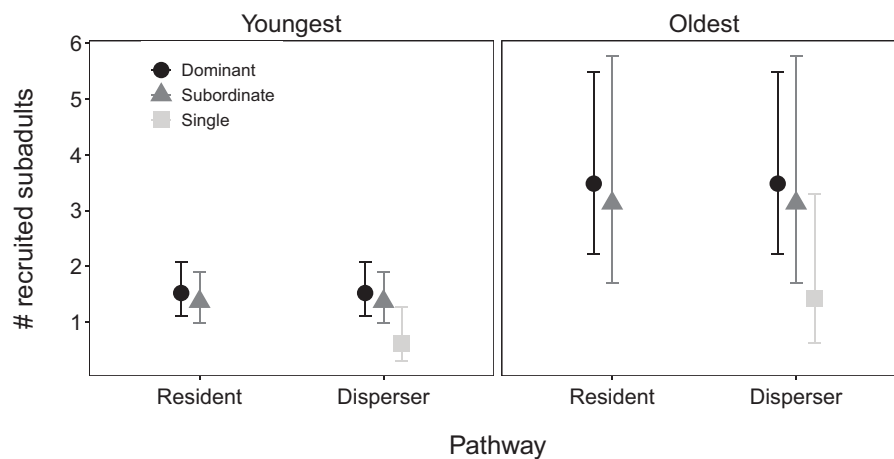 Youngest
Oldest
# recruited subadults
6
5
4
3
2
1
Dominant
Subordinate
Single
Resident
Disperser
Resident
Disperser
Pathway